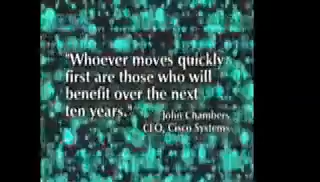 "Whoever moves quickly
first are those who will
benefit over the next
ten years."
John Chambers
CEO, Cisco Systems